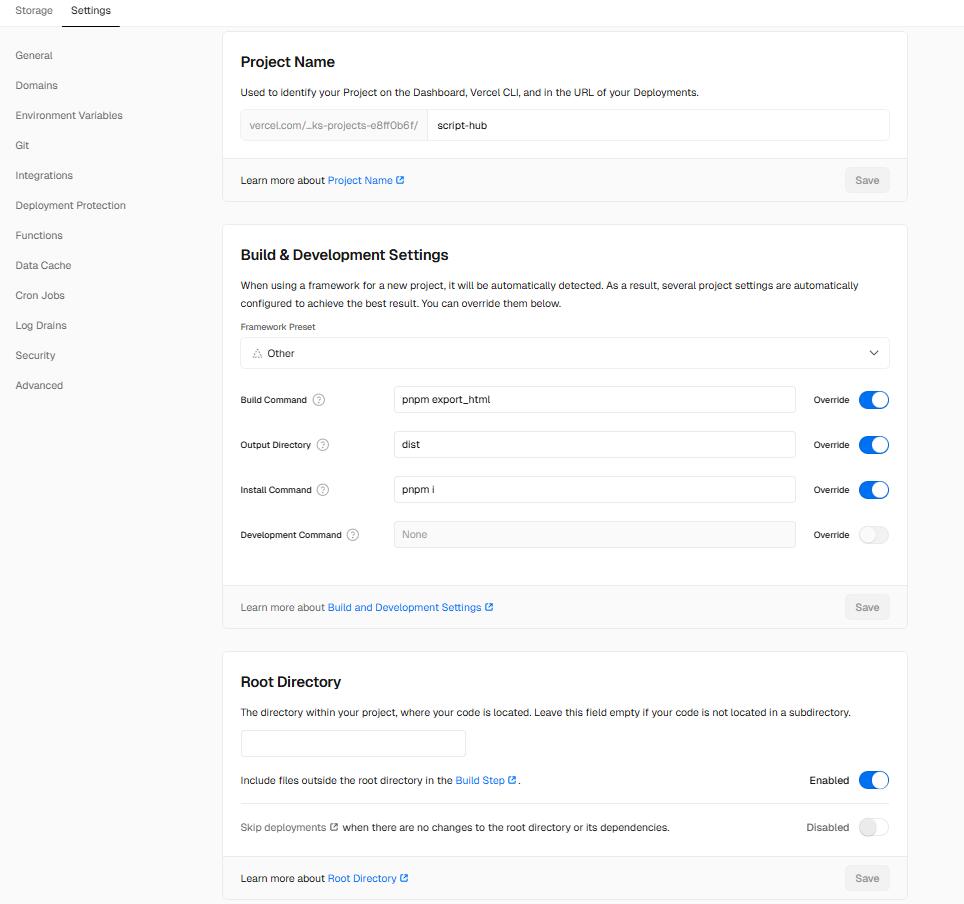 Storage Settings
General
Domains
Environment Variables
Git
Integrations
Deployment Protection
Functions
Data Cache
Cron Jobs
Log Drains
Security
Advanced
Project Name
Used to identify your Project on the Dashboard, Vercel CLI, and in the URL of your Deployments.
vercel.com/…ks-projects-e8ff0b6f/ script-hub
Learn more about Project Name Save
Build & Development Settings
When using a framework for a new project, it will be automatically detected. As a result, several project settings are automatically
configured to achieve the best result. You can override them below.
Framework Preset
Other
Build Command ? pnpm export_html Override
Output Directory ? dist Override
Install Command ? pnpm i Override
Development Command ? None Override
Learn more about Build and Development Settings Save
Root Directory
The directory within your project, where your code is located. Leave this field empty if your code is not located in a subdirectory.
Include files outside the root directory in the Build Step . Enabled
Skip deployments when there are no changes to the root directory or its dependencies. Disabled
Learn more about Root Directory Save